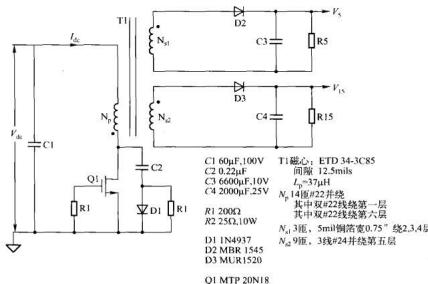 T1
D2
V5
Idc
Ns1
C3
R5
D3
V15
Vdc
C1
Np
Ns2
C4
R15
Q1
C2
R1
D1
R1
C1 60μF,100V
C2 0.22μF
C3 6600μF,10V
C4 2000μF,25V
R1 200Ω
R2 25Ω,10W
D1 1N4937
D2 MBR 1545
D3 MUR1520
Q1 MTP 20N18
T1磁心：ETD 34-3C85
间隙 12.5mils
Lp=37μH
Np 14匝#22并绕
其中双#22线绕第一层
其中双#22线绕第六层
Ns1 3匝，5mil铜箔宽0.75" 绕2,3,4层
Ns2 9匝，3线#24并绕第五层